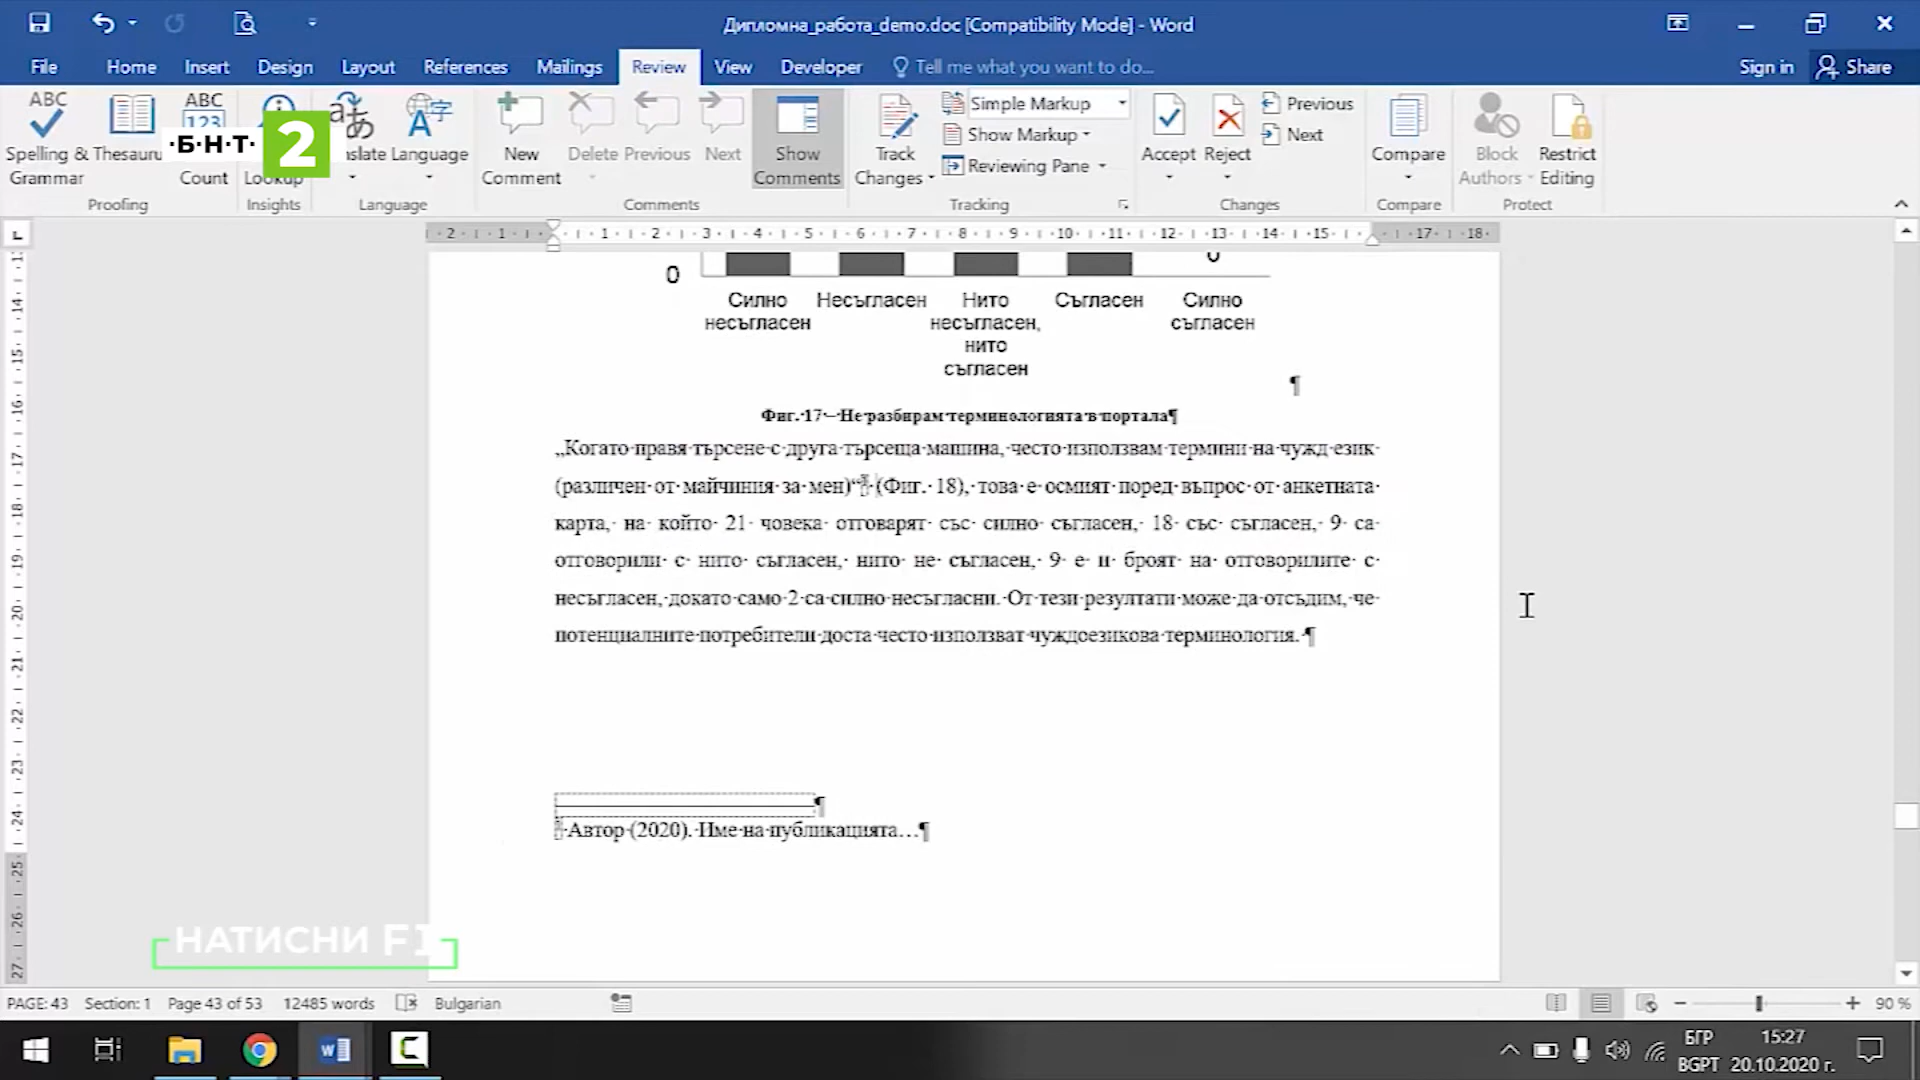 Дипломна_работа_demo.doc [Compatibility Mode] - Word
File Home Insert Design Layout References Mailings Review View Developer Tell me what you want to do... Sign in Share
Spelling & Grammar
Thesaurus
Count
Lookup
Language
New Comment
Delete
Previous
Next
Show Comments
Track Changes
Simple Markup
Show Markup
Reviewing Pane
Accept
Reject
Previous
Next
Compare
Block Authors
Restrict Editing
Proofing Insights Language Comments Tracking Changes Compare Protect
·Б·Н·Т· 2
0
0
Силно несъгласен
Несъгласен
Нито несъгласен, нито съгласен
Съгласен
Силно съгласен
Фиг. 17 – Не разбирам терминологията в портала¶
„Когато правя търсене с друга търсеща машина, често използвам термини на чужд език
(различен от майчиния за мен)“ (Фиг. 18), това е осмият поред въпрос от анкетната
карта, на който 21 човека отговарят със силно съгласен, 18 със съгласен, 9 са
отговорили с нито съгласен, нито не съгласен, 9 е и броят на отговорилите с
несъгласен, докато само 2 са силно несъгласни. От тези резултати може да отсъдим, че
потенциалните потребители доста често използват чуждоезикова терминология. ¶
Автор (2020). Име на публикацията…¶
НАТИСНИ
PAGE: 43 Section: 1 Page 43 of 53 12485 words Bulgarian 90 %
БГР 15:27
BGPT 20.10.2020 г.